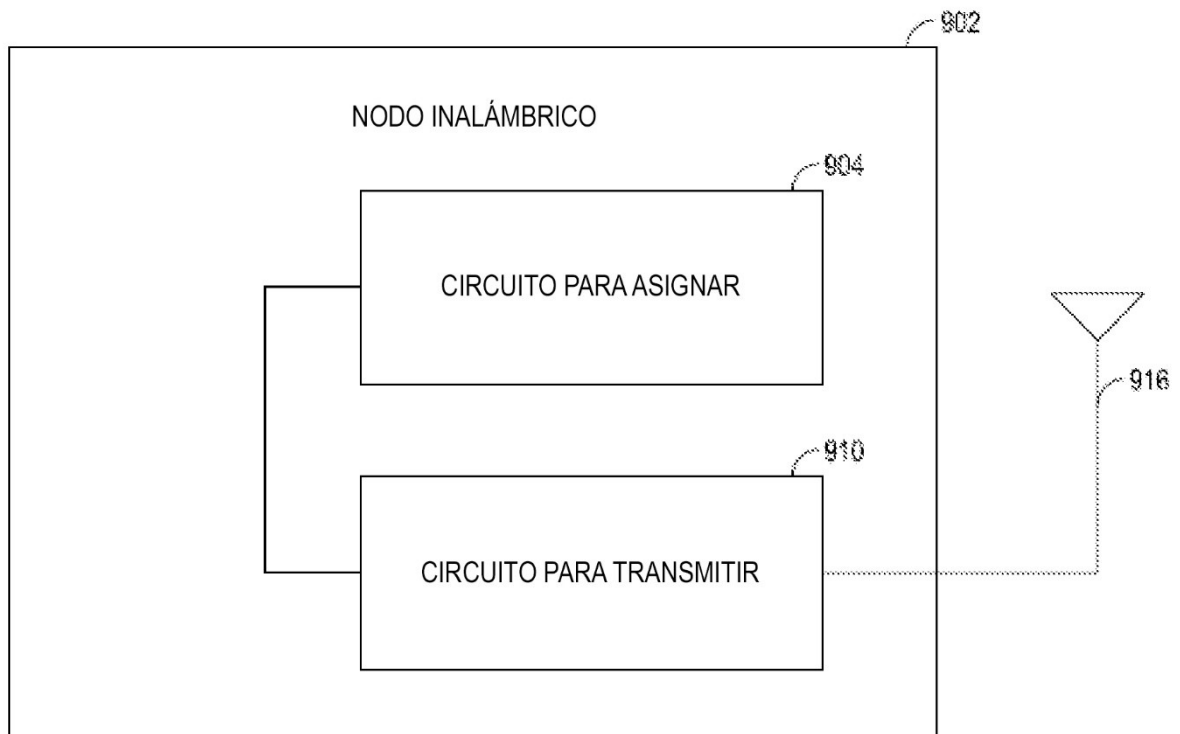 902
NODO INALÁMBRICO
904
CIRCUITO PARA ASIGNAR
916
910
CIRCUITO PARA TRANSMITIR